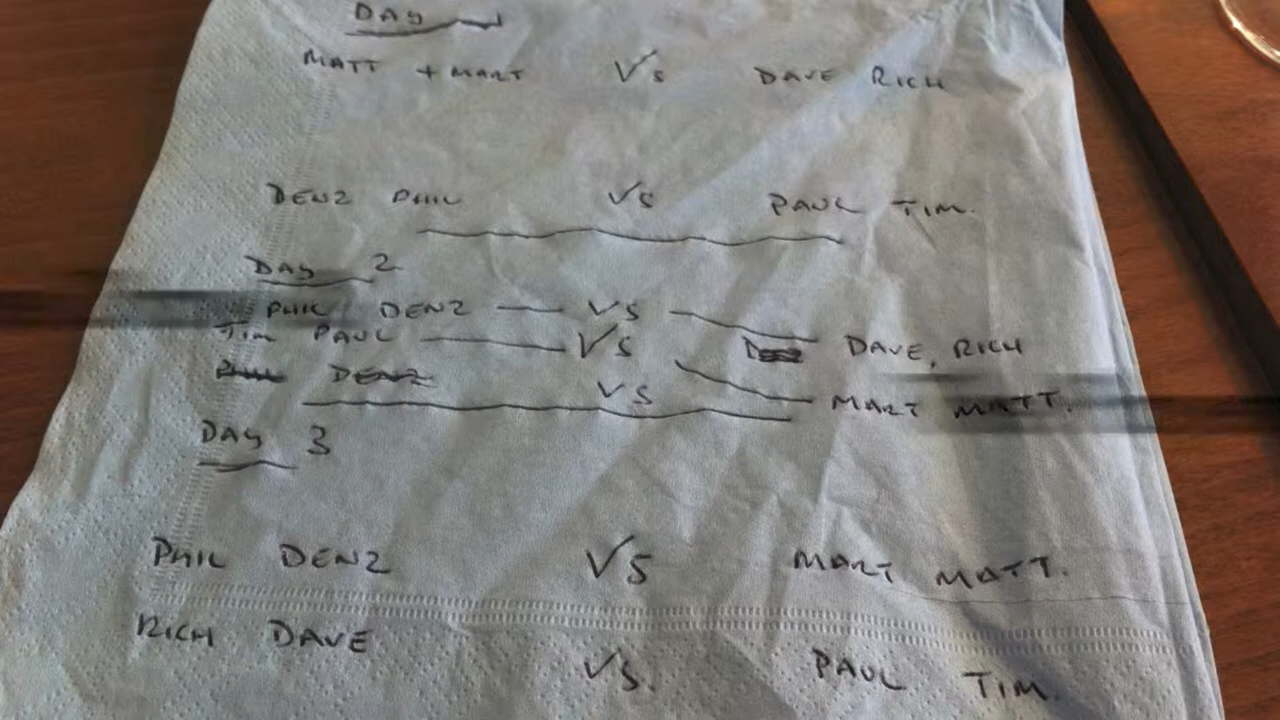 DAY 1
MATT + MART VS DAVE RICH
DENZ PHIL VS PAUL TIM.
DAY 2
PHIL DENZ — VS — DAVE, RICH
TIM PAUL — VS — MART MATT.
VS
DAY 3
PHIL DENZ VS MART MATT.
RICH DAVE VS. PAUL TIM.